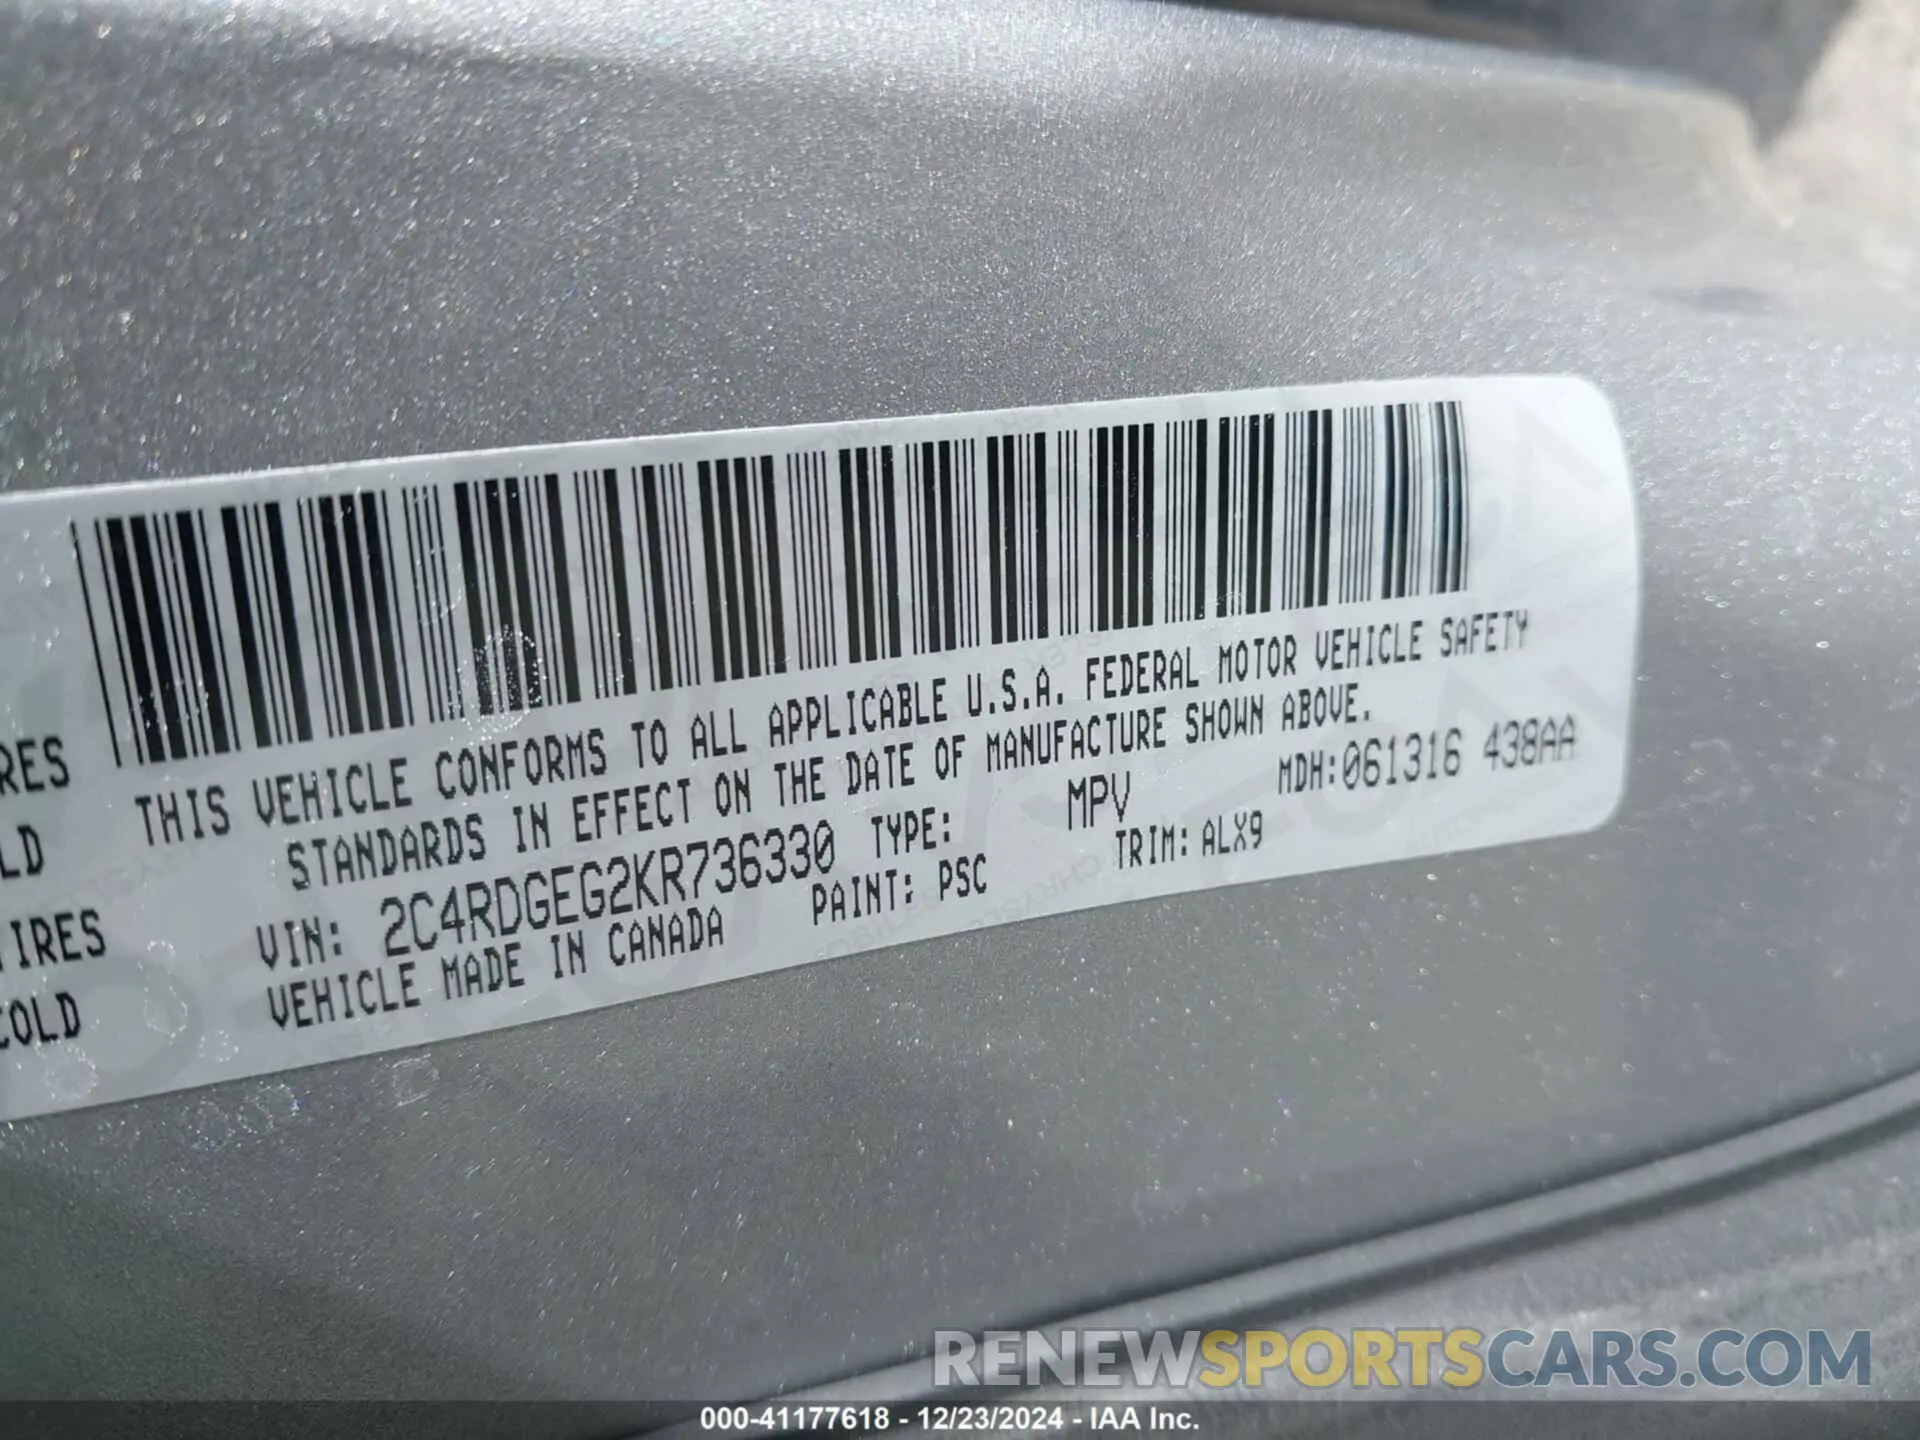 RES
LD
IRES
COLD
THIS VEHICLE CONFORMS TO ALL APPLICABLE U.S.A. FEDERAL MOTOR VEHICLE SAFETY
STANDARDS IN EFFECT ON THE DATE OF MANUFACTURE SHOWN ABOVE.
VIN: 2C4RDGEG2KR736330 TYPE: MPV MDH:061316 438AA
VEHICLE MADE IN CANADA PAINT: PSC TRIM: ALX9
RENEWSPORTSCARS.COM
000-41177618 - 12/23/2024 - IAA Inc.